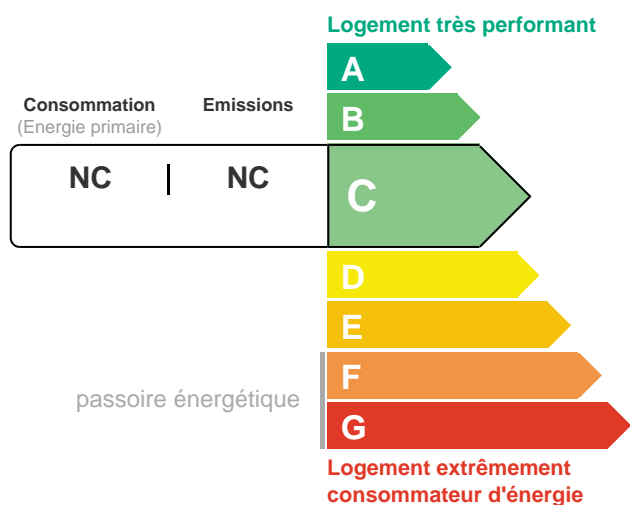 Logement très performant
A
Consommation Emissions
(Energie primaire)
B
NC | NC
C
D
E
passoire énergétique
F
G
Logement extrêmement
consommateur d'énergie